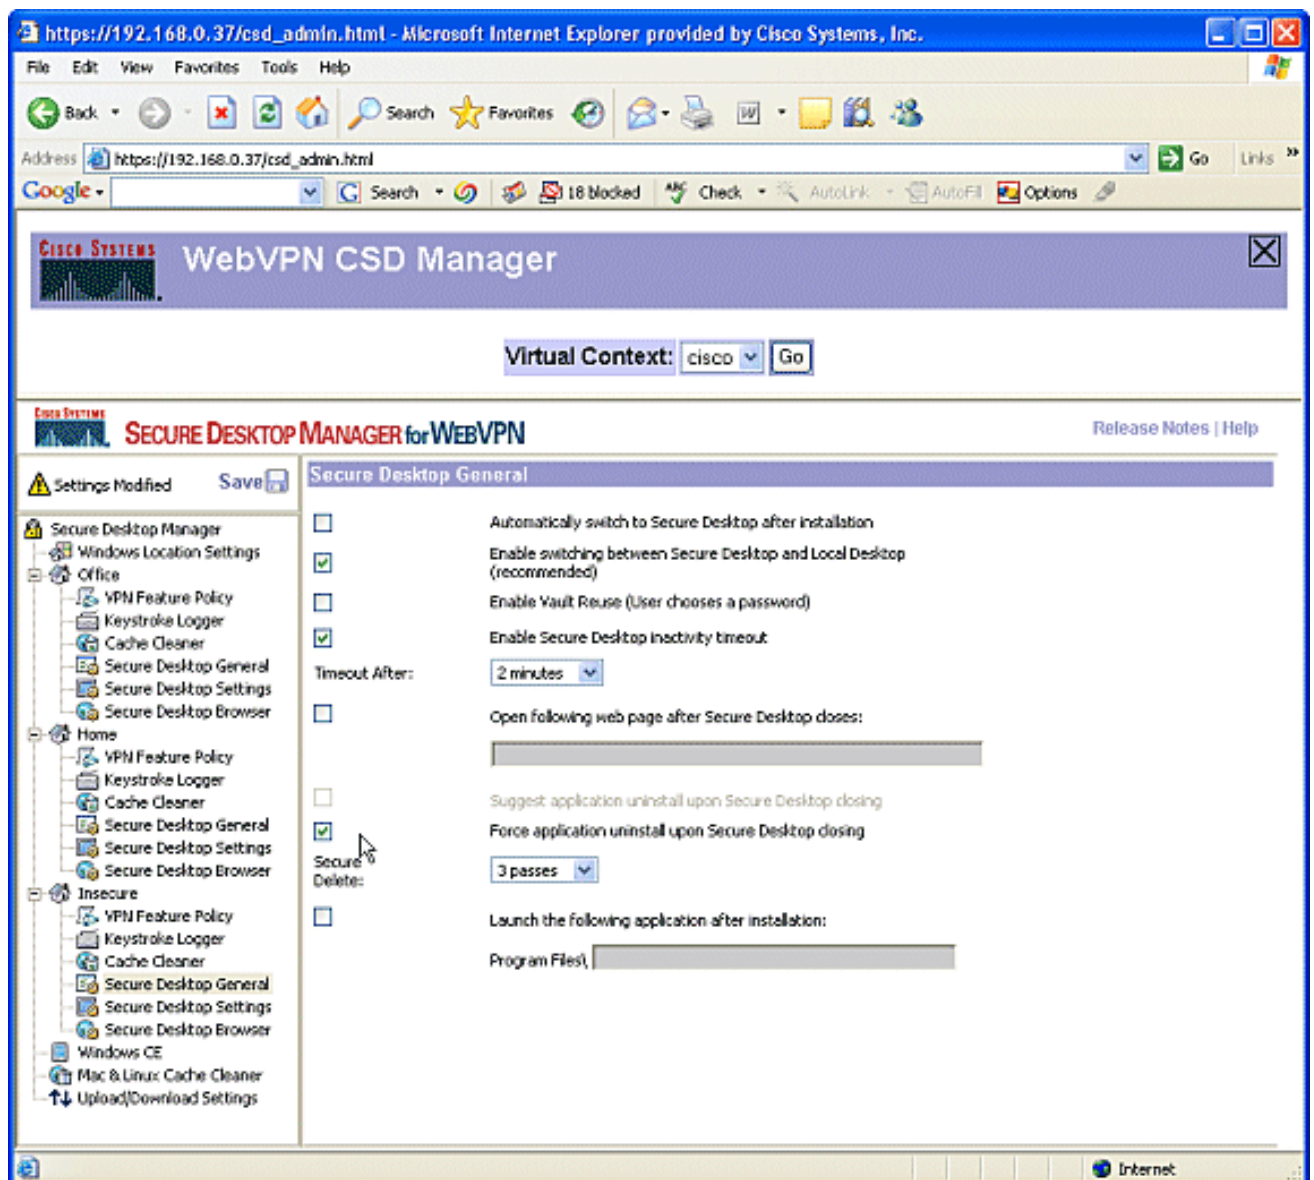 https://192.168.0.37/csd_admin.html - Microsoft Internet Explorer provided by Cisco Systems, Inc.
File Edit View Favorites Tools Help
Back Search Favorites
Address https://192.168.0.37/csd_admin.html Go Links »
Google Search 18 blocked Check AutoLink AutoFill Options
CISCO SYSTEMS WebVPN CSD Manager
Virtual Context: cisco Go
CISCO SYSTEMS SECURE DESKTOP MANAGER for WEBVPN Release Notes | Help
Settings Modified Save
Secure Desktop Manager
Windows Location Settings
Office
VPN Feature Policy
Keystroke Logger
Cache Cleaner
Secure Desktop General
Secure Desktop Settings
Secure Desktop Browser
Home
VPN Feature Policy
Keystroke Logger
Cache Cleaner
Secure Desktop General
Secure Desktop Settings
Secure Desktop Browser
Insecure
VPN Feature Policy
Keystroke Logger
Cache Cleaner
Secure Desktop General
Secure Desktop Settings
Secure Desktop Browser
Windows CE
Mac & Linux Cache Cleaner
Upload/Download Settings
Secure Desktop General
Automatically switch to Secure Desktop after installation
Enable switching between Secure Desktop and Local Desktop
(recommended)
Enable Vault Reuse (User chooses a password)
Enable Secure Desktop inactivity timeout
Timeout After: 2 minutes
Open following web page after Secure Desktop closes:
Suggest application uninstall upon Secure Desktop closing
Force application uninstall upon Secure Desktop closing
Secure
Delete: 3 passes
Launch the following application after installation:
Program Files\
Internet